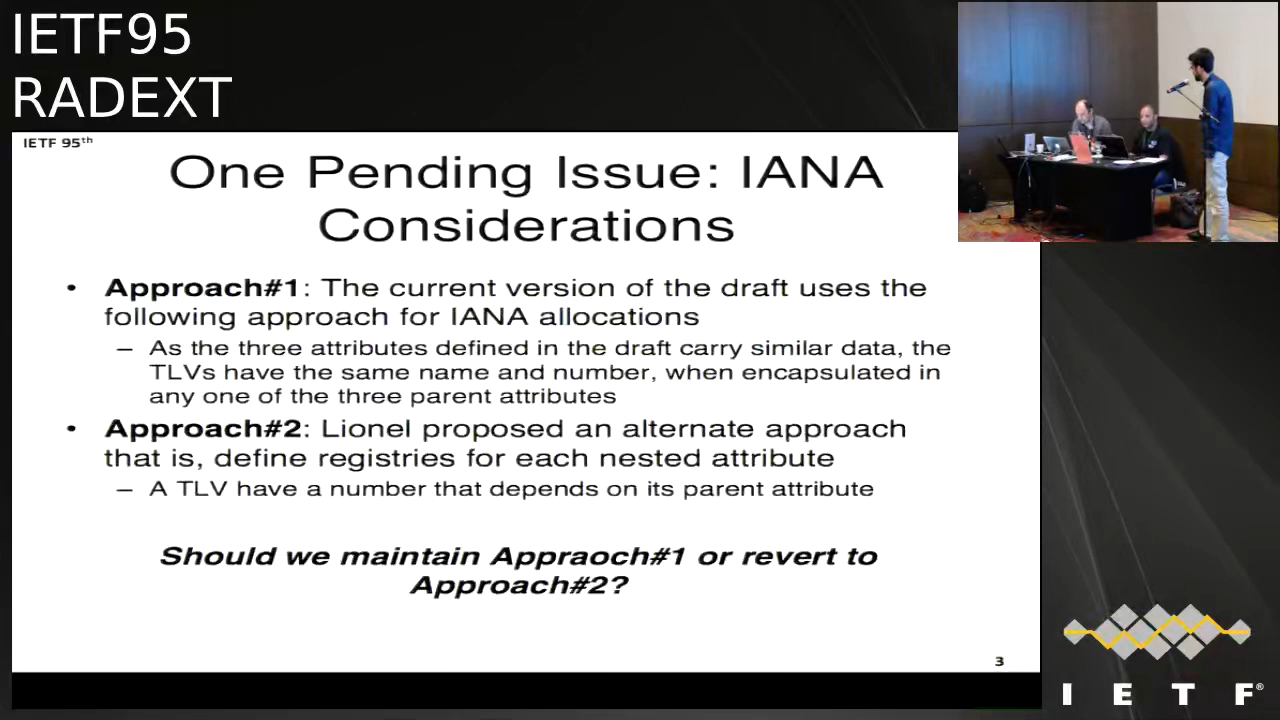 IETF95
RADEXT
IETF 95th
One Pending Issue: IANA
Considerations
• Approach#1: The current version of the draft uses the
following approach for IANA allocations
– As the three attributes defined in the draft carry similar data, the
TLVs have the same name and number, when encapsulated in
any one of the three parent attributes
• Approach#2: Lionel proposed an alternate approach
that is, define registries for each nested attribute
– A TLV have a number that depends on its parent attribute
Should we maintain Appraoch#1 or revert to
Approach#2?
3
I E T F®